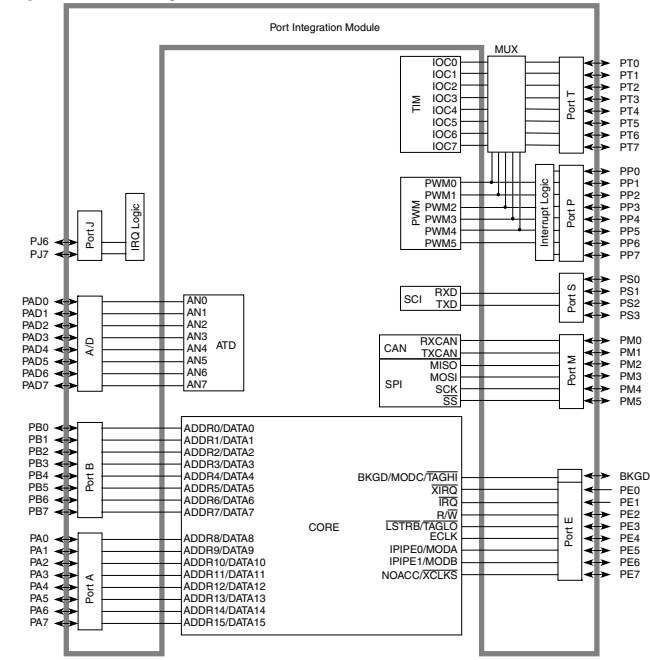 Port Integration Module
MUX
TIM
IOC0
IOC1
IOC2
IOC3
IOC4
IOC5
IOC6
IOC7
Port T
PT0
PT1
PT2
PT3
PT4
PT5
PT6
PT7
PWM
PWM0
PWM1
PWM2
PWM3
PWM4
PWM5
Interrupt Logic
Port P
PP0
PP1
PP2
PP3
PP4
PP5
PP6
PP7
PJ6
PJ7
Port J
IRQ Logic
SCI
RXD
TXD
Port S
PS0
PS1
PS2
PS3
PAD0
PAD1
PAD2
PAD3
PAD4
PAD5
PAD6
PAD7
A/D
AN0
AN1
AN2
AN3
AN4
AN5
AN6
AN7
ATD
CAN
RXCAN
TXCAN
SPI
MISO
MOSI
SCK
SS
Port M
PM0
PM1
PM2
PM3
PM4
PM5
PB0
PB1
PB2
PB3
PB4
PB5
PB6
PB7
Port B
ADDR0/DATA0
ADDR1/DATA1
ADDR2/DATA2
ADDR3/DATA3
ADDR4/DATA4
ADDR5/DATA5
ADDR6/DATA6
ADDR7/DATA7
CORE
BKGD/MODC/TAGHI
XIRQ
IRQ
R/W
LSTRB/TAGLO
ECLK
IPIPE0/MODA
IPIPE1/MODB
NOACC/XCLKS
Port E
BKGD
PE0
PE1
PE2
PE3
PE4
PE5
PE6
PE7
PA0
PA1
PA2
PA3
PA4
PA5
PA6
PA7
Port A
ADDR8/DATA8
ADDR9/DATA9
ADDR10/DATA10
ADDR11/DATA11
ADDR12/DATA12
ADDR13/DATA13
ADDR14/DATA14
ADDR15/DATA15